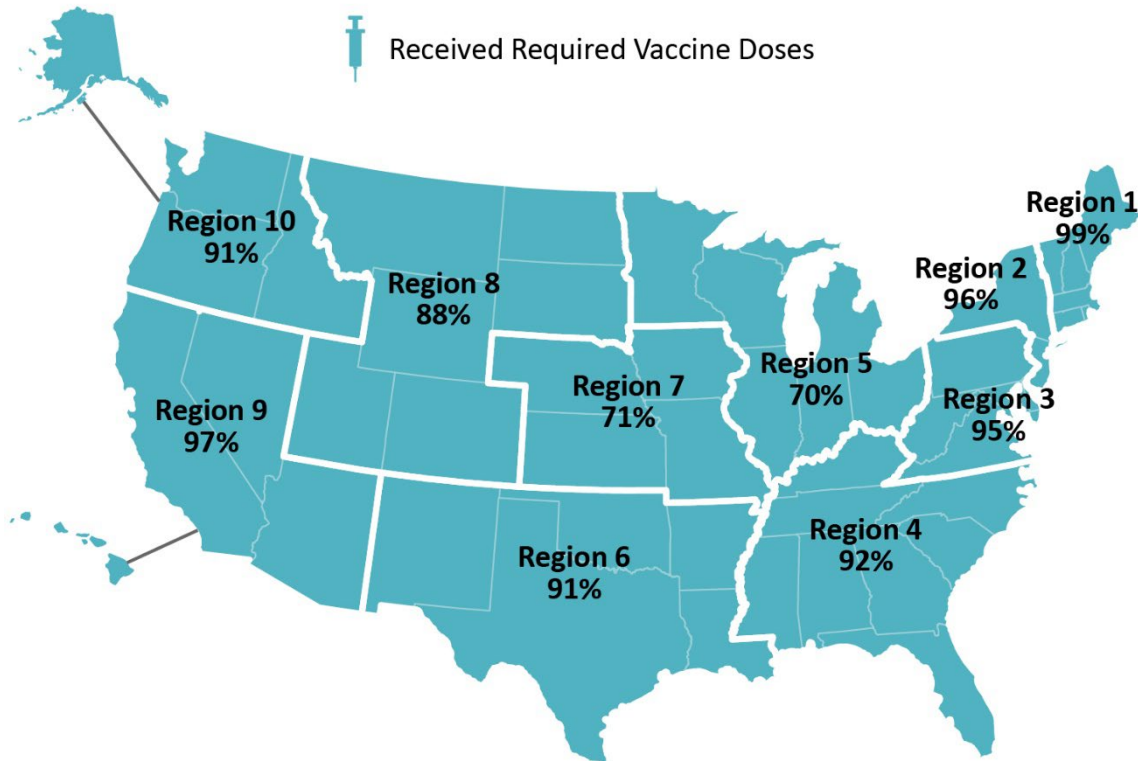 Received Required Vaccine Doses
Region 1
99%
Region 10
91%
Region 2
96%
Region 8
88%
Region 5
70%
Region 7
71%
Region 3
95%
Region 9
97%
Region 4
92%
Region 6
91%